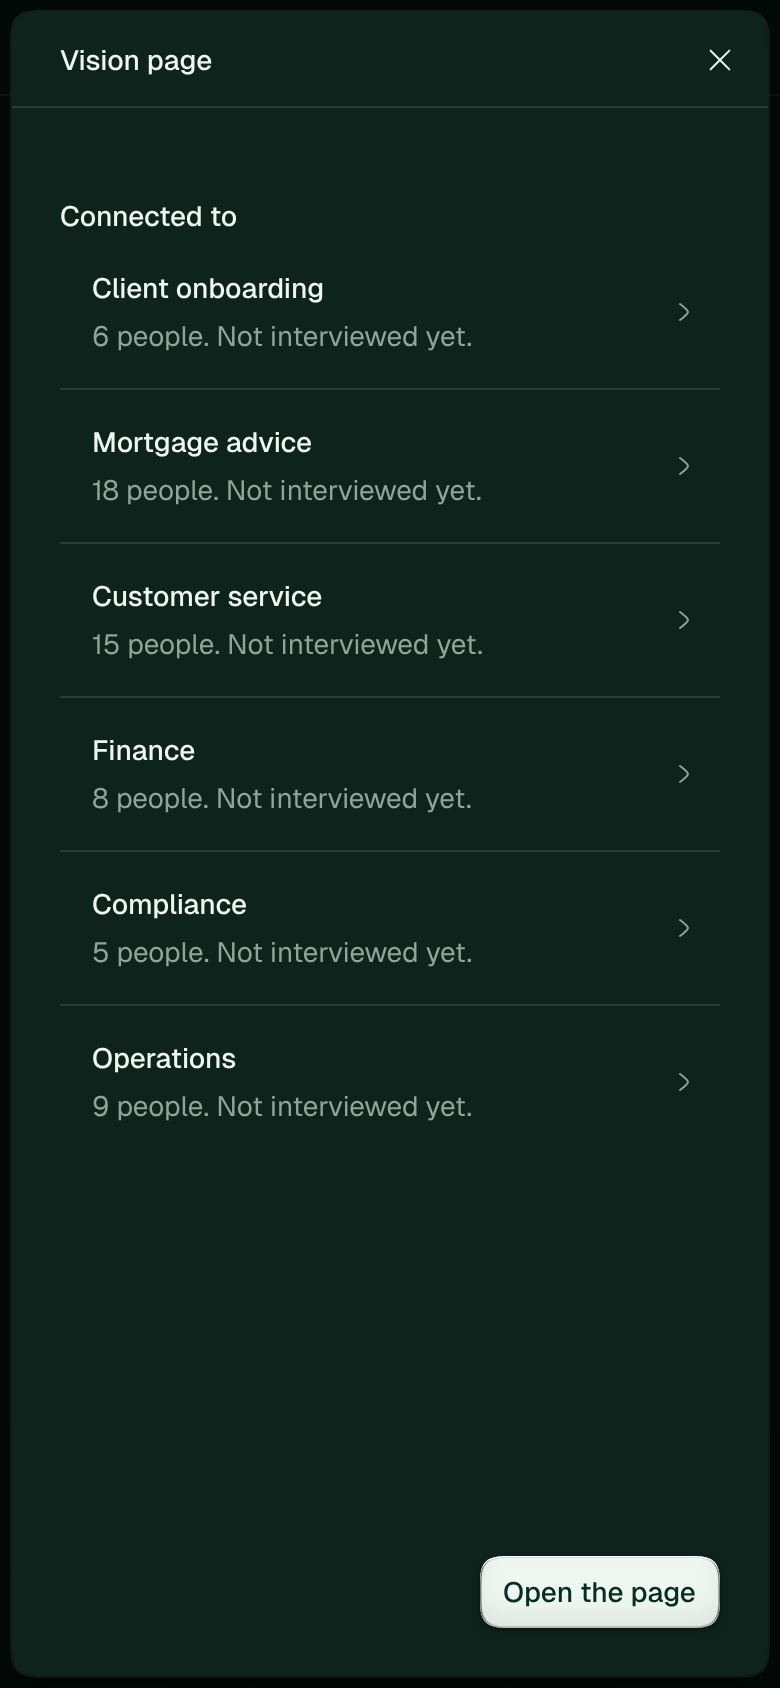 Vision page
Connected to
Client onboarding
6 people. Not interviewed yet.
Mortgage advice
18 people. Not interviewed yet.
Customer service
15 people. Not interviewed yet.
Finance
8 people. Not interviewed yet.
Compliance
5 people. Not interviewed yet.
Operations
9 people. Not interviewed yet.
Open the page